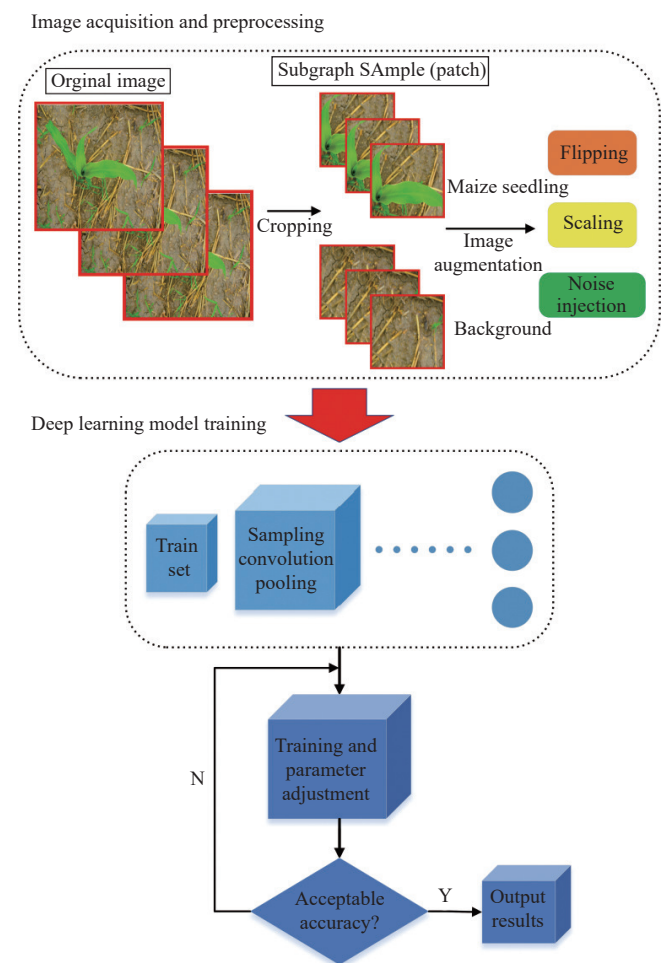 Image acquisition and preprocessing
Orginal image
Subgraph SAmple (patch)
Cropping
Maize seedling
Background
Image
augmentation
Flipping
Scaling
Noise
injection
Deep learning model training
Train
set
Sampling
convolution
pooling
Training and
parameter
adjustment
N
Acceptable
accuracy?
Y
Output
results